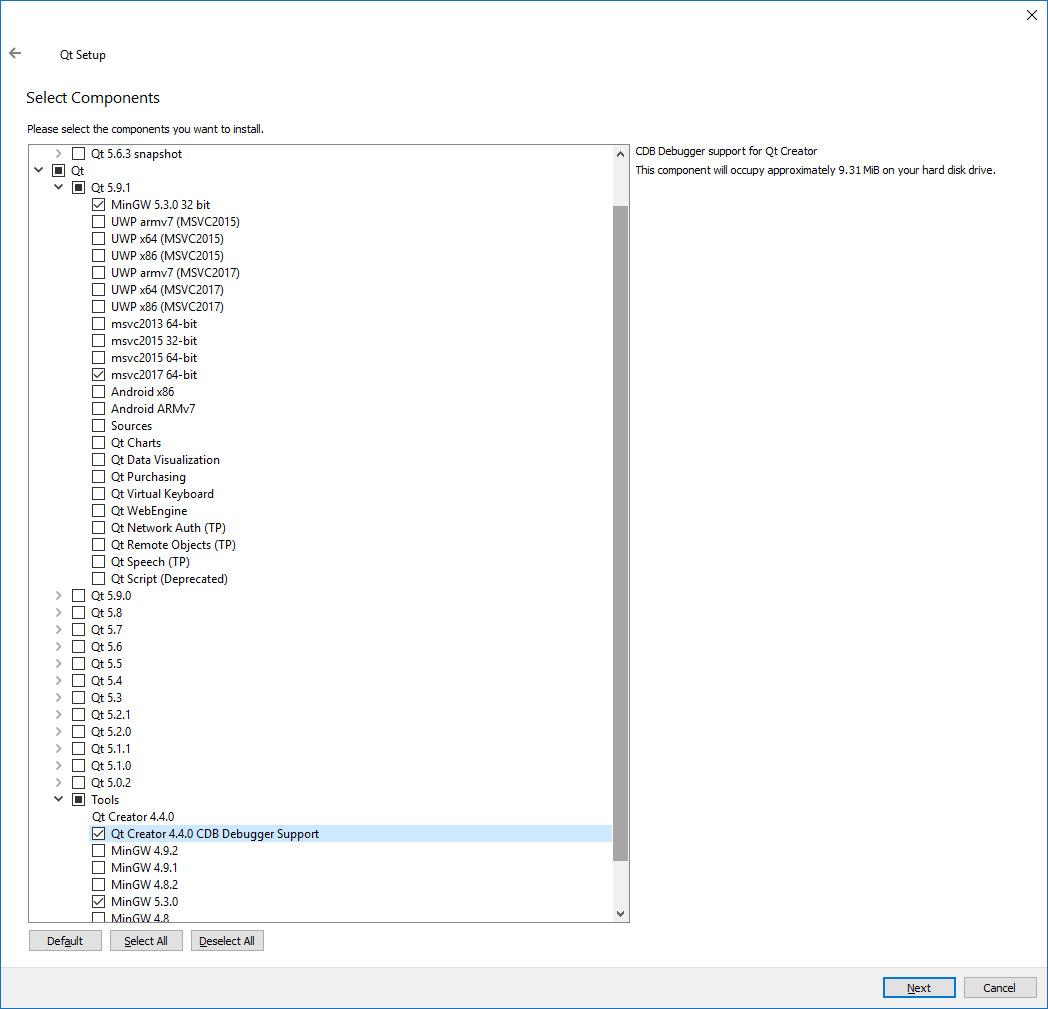 Qt Setup
Select Components
Please select the components you want to install.
Qt 5.6.3 snapshot
Qt
Qt 5.9.1
MinGW 5.3.0 32 bit
UWP armv7 (MSVC2015)
UWP x64 (MSVC2015)
UWP x86 (MSVC2015)
UWP armv7 (MSVC2017)
UWP x64 (MSVC2017)
UWP x86 (MSVC2017)
msvc2013 64-bit
msvc2015 32-bit
msvc2015 64-bit
msvc2017 64-bit
Android x86
Android ARMv7
Sources
Qt Charts
Qt Data Visualization
Qt Purchasing
Qt Virtual Keyboard
Qt WebEngine
Qt Network Auth (TP)
Qt Remote Objects (TP)
Qt Speech (TP)
Qt Script (Deprecated)
Qt 5.9.0
Qt 5.8
Qt 5.7
Qt 5.6
Qt 5.5
Qt 5.4
Qt 5.3
Qt 5.2.1
Qt 5.2.0
Qt 5.1.1
Qt 5.1.0
Qt 5.0.2
Tools
Qt Creator 4.4.0
Qt Creator 4.4.0 CDB Debugger Support
MinGW 4.9.2
MinGW 4.9.1
MinGW 4.8.2
MinGW 5.3.0
MinGW 4.8
CDB Debugger support for Qt Creator
This component will occupy approximately 9.31 MiB on your hard disk drive.
Default
Select All
Deselect All
Next
Cancel